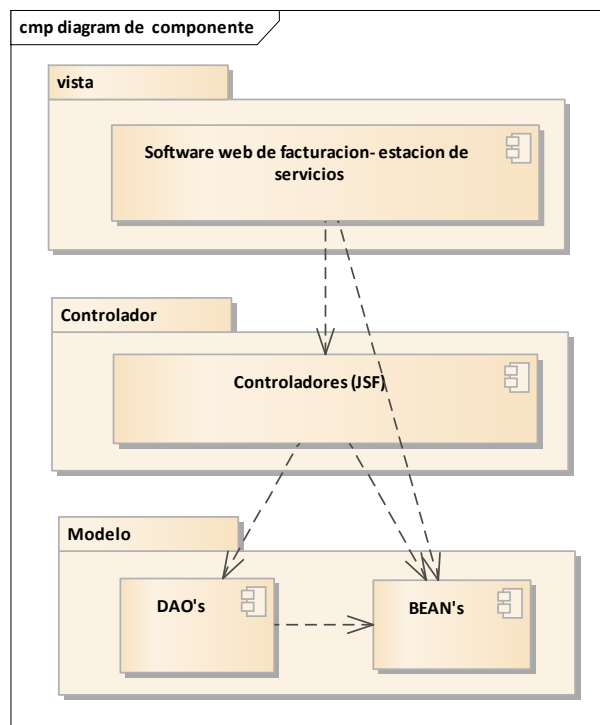 cmp diagram de componente
vista
Software web de facturacion- estacion de
servicios
Controlador
Controladores (JSF)
Modelo
DAO's
BEAN's